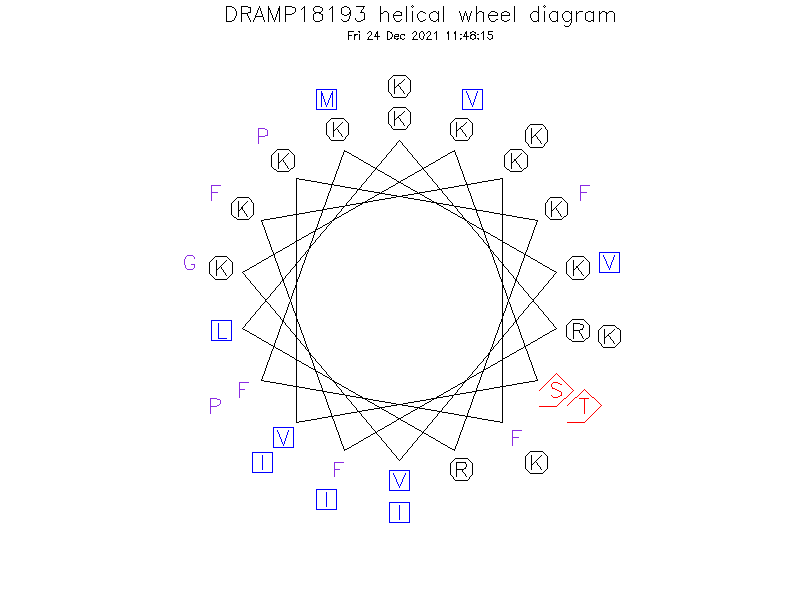 DRAMP18193 helical wheel diagram
Fri 24 Dec 2021 11:48:15
K
M V
K
K K
P K
K K
F F
K K
G K K V
L R K
F S
P T
V F
I K
F R
V
I
I